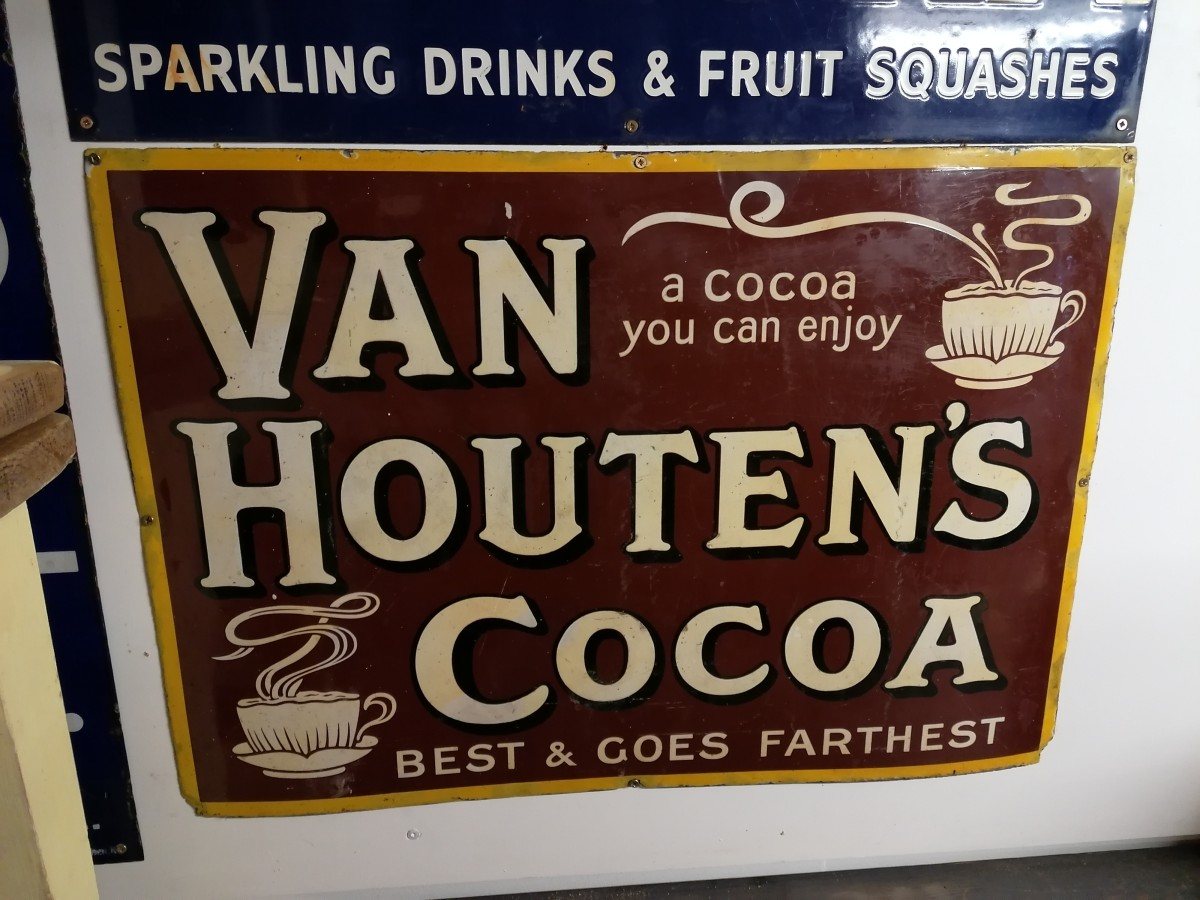 SPARKLING DRINKS & FRUIT SQUASHES
VAN
a cocoa
you can enjoy
HOUTEN'S
COCOA
BEST & GOES FARTHEST